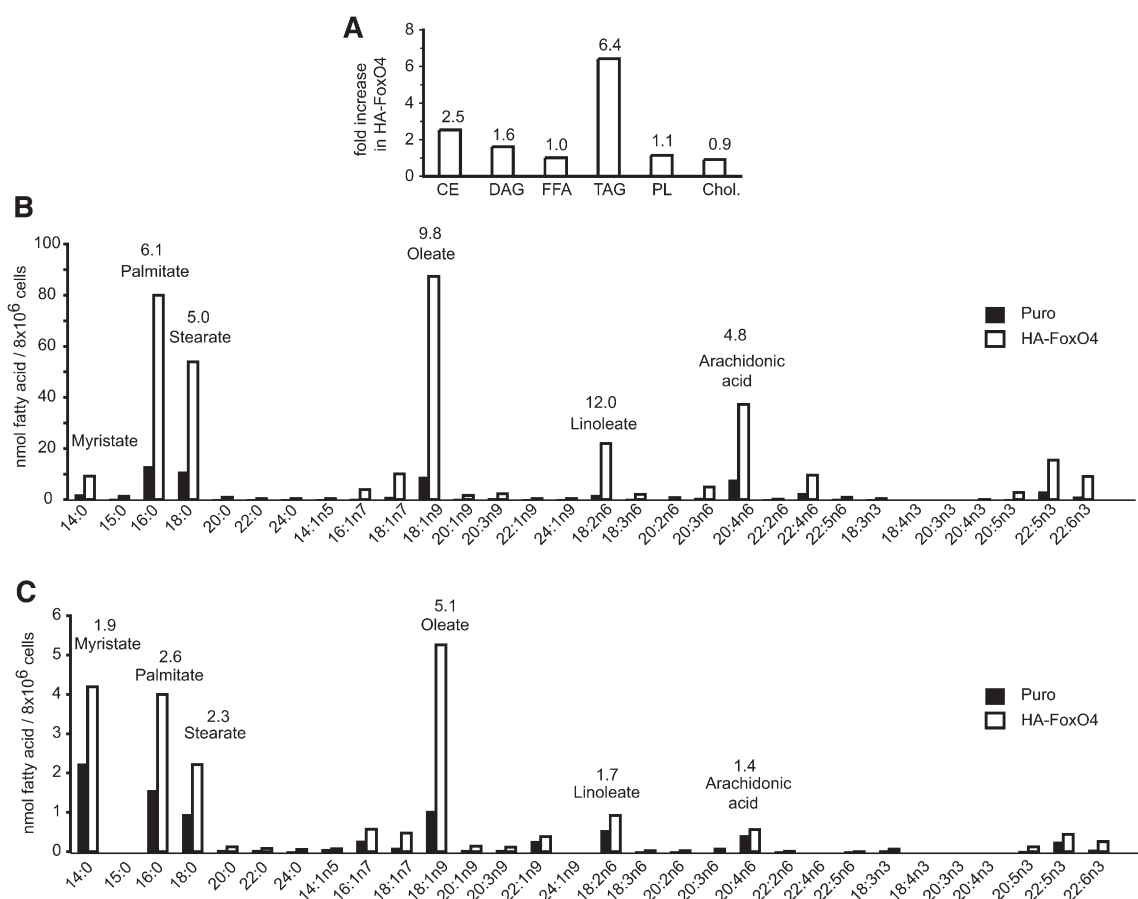 A
8
6
4
2
0
fold increase
in HA-FoxO4
2.5
1.6
1.0
6.4
1.1
0.9
CE DAG FFA TAG PL Chol.
B
100
80
60
40
20
0
nmol fatty acid / 8x10^6 cells
Myristate
6.1
Palmitate
5.0
Stearate
9.8
Oleate
12.0
Linoleate
4.8
Arachidonic
acid
Puro
HA-FoxO4
14:0 15:0 16:0 18:0 20:0 22:0 24:0 14:1n5 16:1n7 18:1n7 18:1n9 20:1n9 20:3n9 22:1n9 24:1n9 18:2n6 18:3n6 20:2n6 20:3n6 20:4n6 22:2n6 22:4n6 22:5n6 18:3n3 18:4n3 20:3n3 20:4n3 20:5n3 22:5n3 22:6n3
C
6
5
4
3
2
1
0
nmol fatty acid / 8x10^6 cells
1.9
Myristate
2.6
Palmitate
2.3
Stearate
5.1
Oleate
1.7
Linoleate
1.4
Arachidonic
acid
Puro
HA-FoxO4
14:0 15:0 16:0 18:0 20:0 22:0 24:0 14:1n5 16:1n7 18:1n7 18:1n9 20:1n9 20:3n9 22:1n9 24:1n9 18:2n6 18:3n6 20:2n6 20:3n6 20:4n6 22:2n6 22:4n6 22:5n6 18:3n3 18:4n3 20:3n3 20:4n3 20:5n3 22:5n3 22:6n3